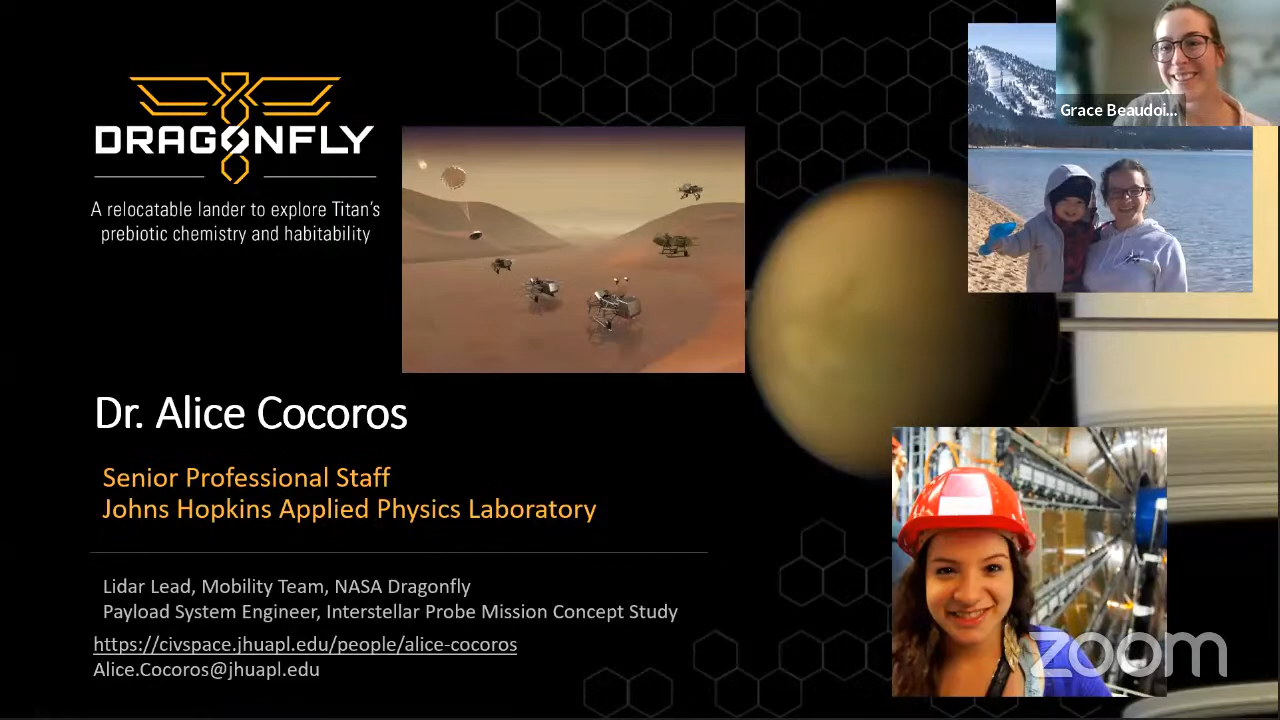 DRAGONFLY
A relocatable lander to explore Titan's
prebiotic chemistry and habitability
Grace Beaudoi...
Dr. Alice Cocoros
Senior Professional Staff
Johns Hopkins Applied Physics Laboratory
Lidar Lead, Mobility Team, NASA Dragonfly
Payload System Engineer, Interstellar Probe Mission Concept Study
https://civspace.jhuapl.edu/people/alice-cocoros
Alice.Cocoros@jhuapl.edu
zoom